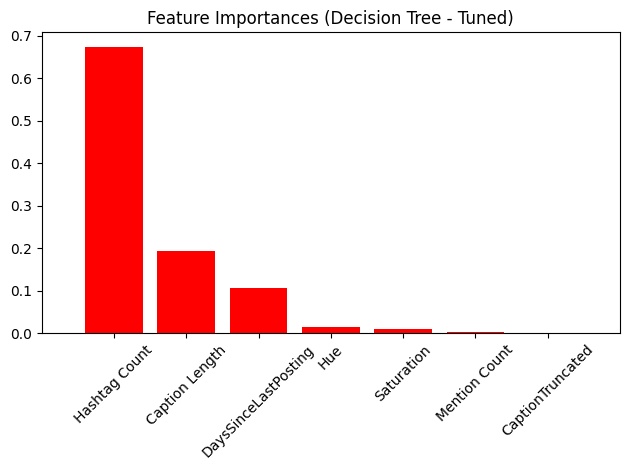 Feature Importances (Decision Tree - Tuned)
0.7
0.6
0.5
0.4
0.3
0.2
0.1
0.0
Hashtag Count
Caption Length
DaysSinceLastPosting
Hue
Saturation
Mention Count
CaptionTruncated